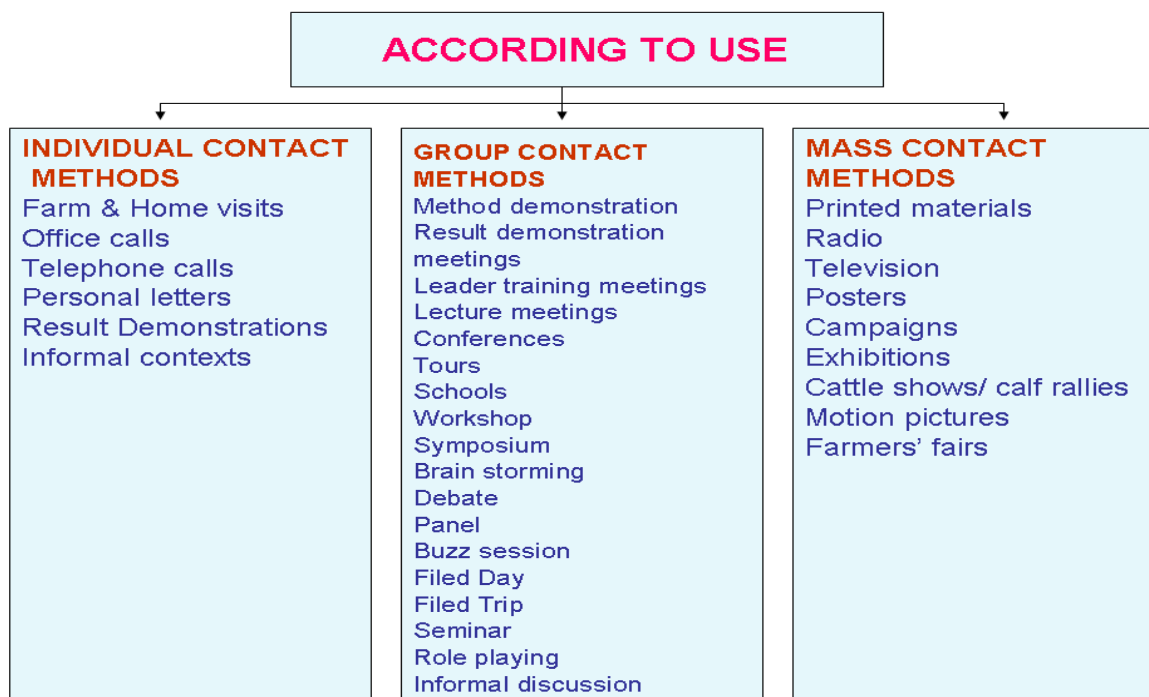 ACCORDING TO USE
INDIVIDUAL CONTACT
METHODS
Farm & Home visits
Office calls
Telephone calls
Personal letters
Result Demonstrations
Informal contexts
GROUP CONTACT
METHODS
Method demonstration
Result demonstration
meetings
Leader training meetings
Lecture meetings
Conferences
Tours
Schools
Workshop
Symposium
Brain storming
Debate
Panel
Buzz session
Filed Day
Filed Trip
Seminar
Role playing
Informal discussion
MASS CONTACT
METHODS
Printed materials
Radio
Television
Posters
Campaigns
Exhibitions
Cattle shows/ calf rallies
Motion pictures
Farmers’ fairs